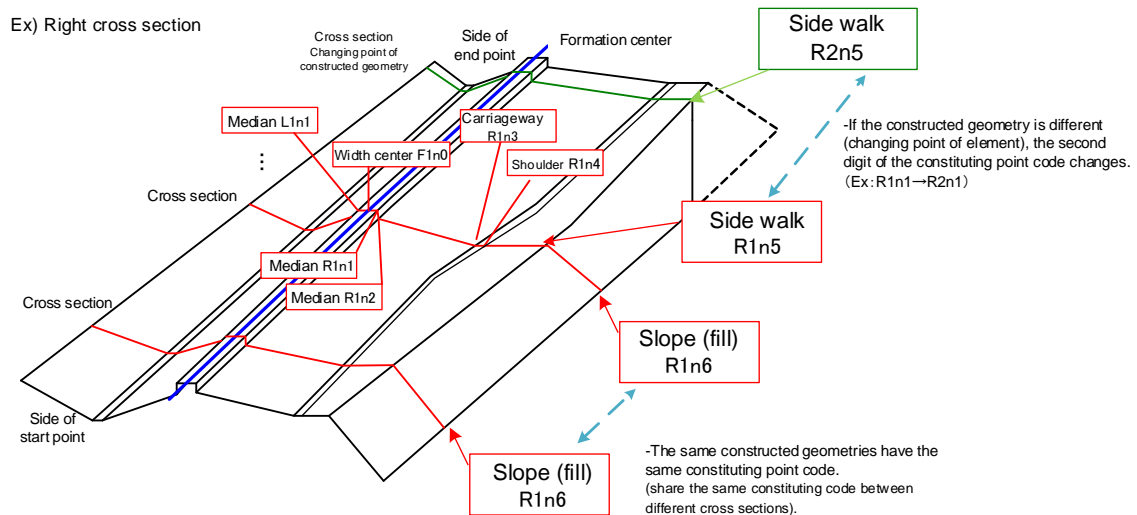 Ex) Right cross section
Cross section
Changing point of
constructed geometry
Side of
end point
Formation center
Side walk
R2n5
Median L1n1
Width center F1n0
Carriageway
R1n3
Shoulder R1n4
-If the constructed geometry is different
(changing point of element), the second
digit of the constituting point code changes.
（Ex：R1n1→R2n1）
⋮
Cross section
Side walk
R1n5
Median R1n1
Median R1n2
Cross section
Slope (fill)
R1n6
Side of
start point
Slope (fill)
R1n6
-The same constructed geometries have the
same constituting point code.
(share the same constituting code between
different cross sections).